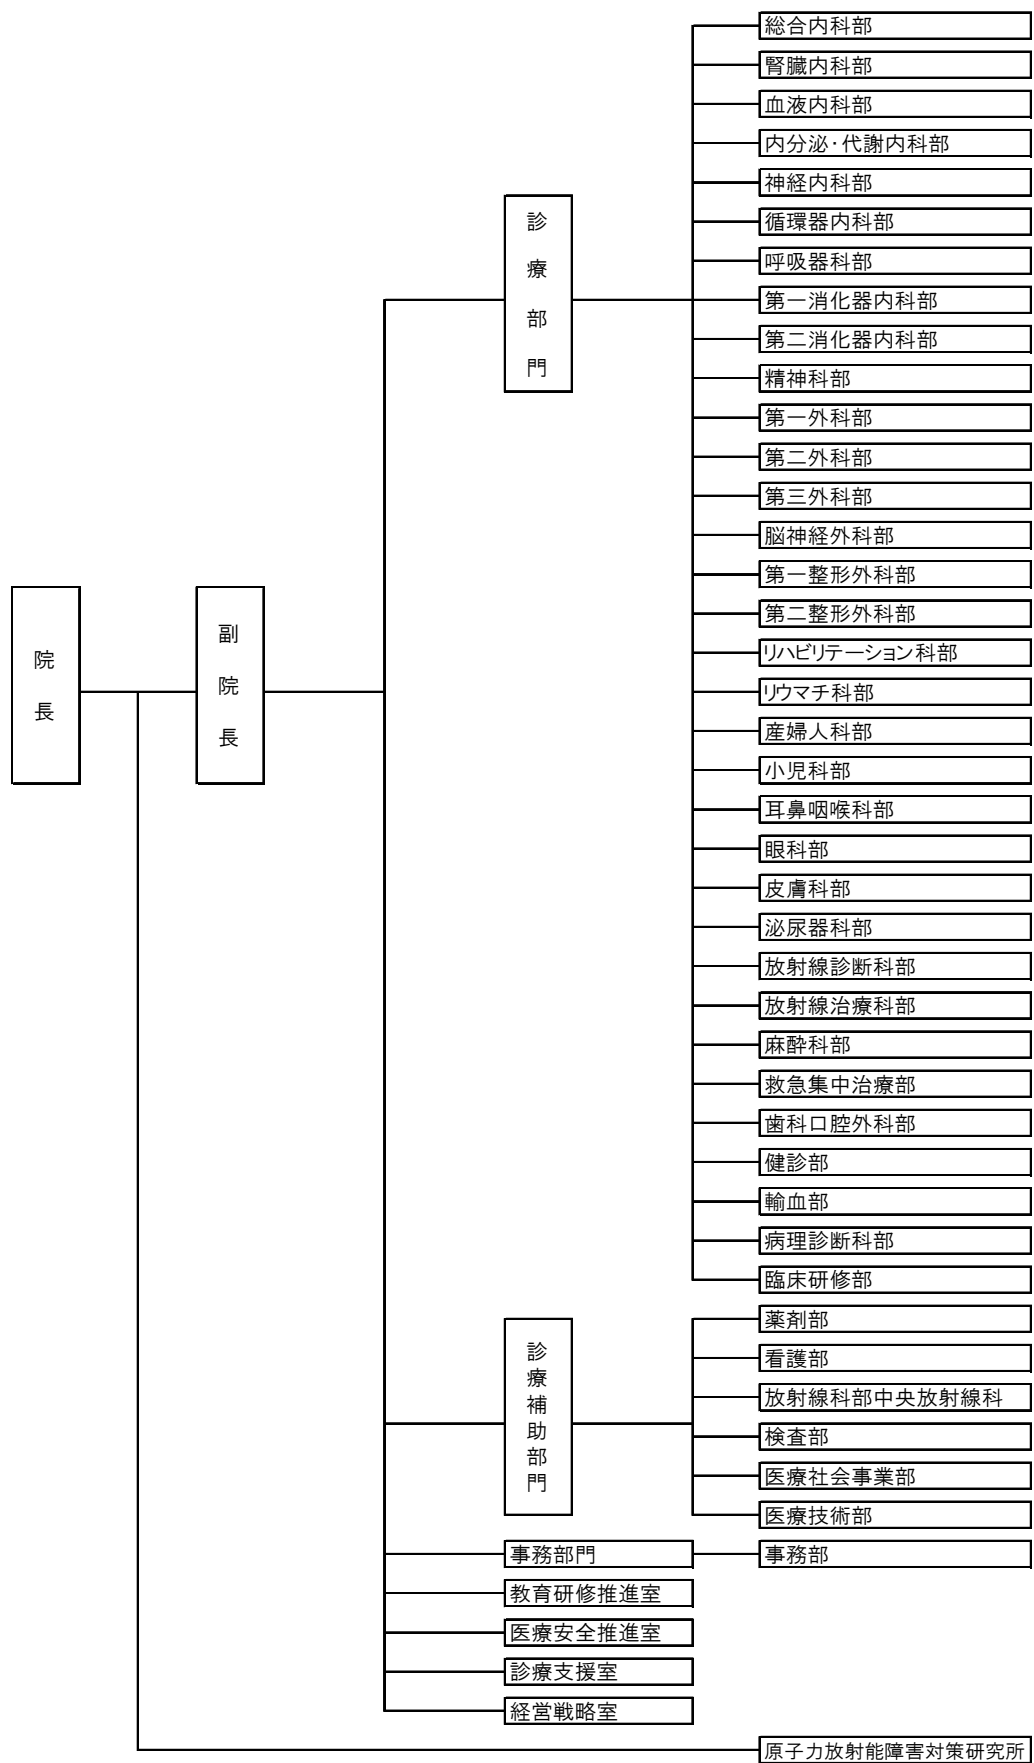 院長
副院長
診療部門
総合内科部
腎臓内科部
血液内科部
内分泌・代謝内科部
神経内科部
循環器内科部
呼吸器科部
第一消化器内科部
第二消化器内科部
精神科部
第一外科部
第二外科部
第三外科部
脳神経外科部
第一整形外科部
第二整形外科部
リハビリテーション科部
リウマチ科部
産婦人科部
小児科部
耳鼻咽喉科部
眼科部
皮膚科部
泌尿器科部
放射線診断科部
放射線治療科部
麻酔科部
救急集中治療部
歯科口腔外科部
健診部
輸血部
病理診断科部
臨床研修部
診療補助部門
薬剤部
看護部
放射線科部中央放射線科
検査部
医療社会事業部
医療技術部
事務部門
事務部
教育研修推進室
医療安全推進室
診療支援室
経営戦略室
原子力放射能障害対策研究所